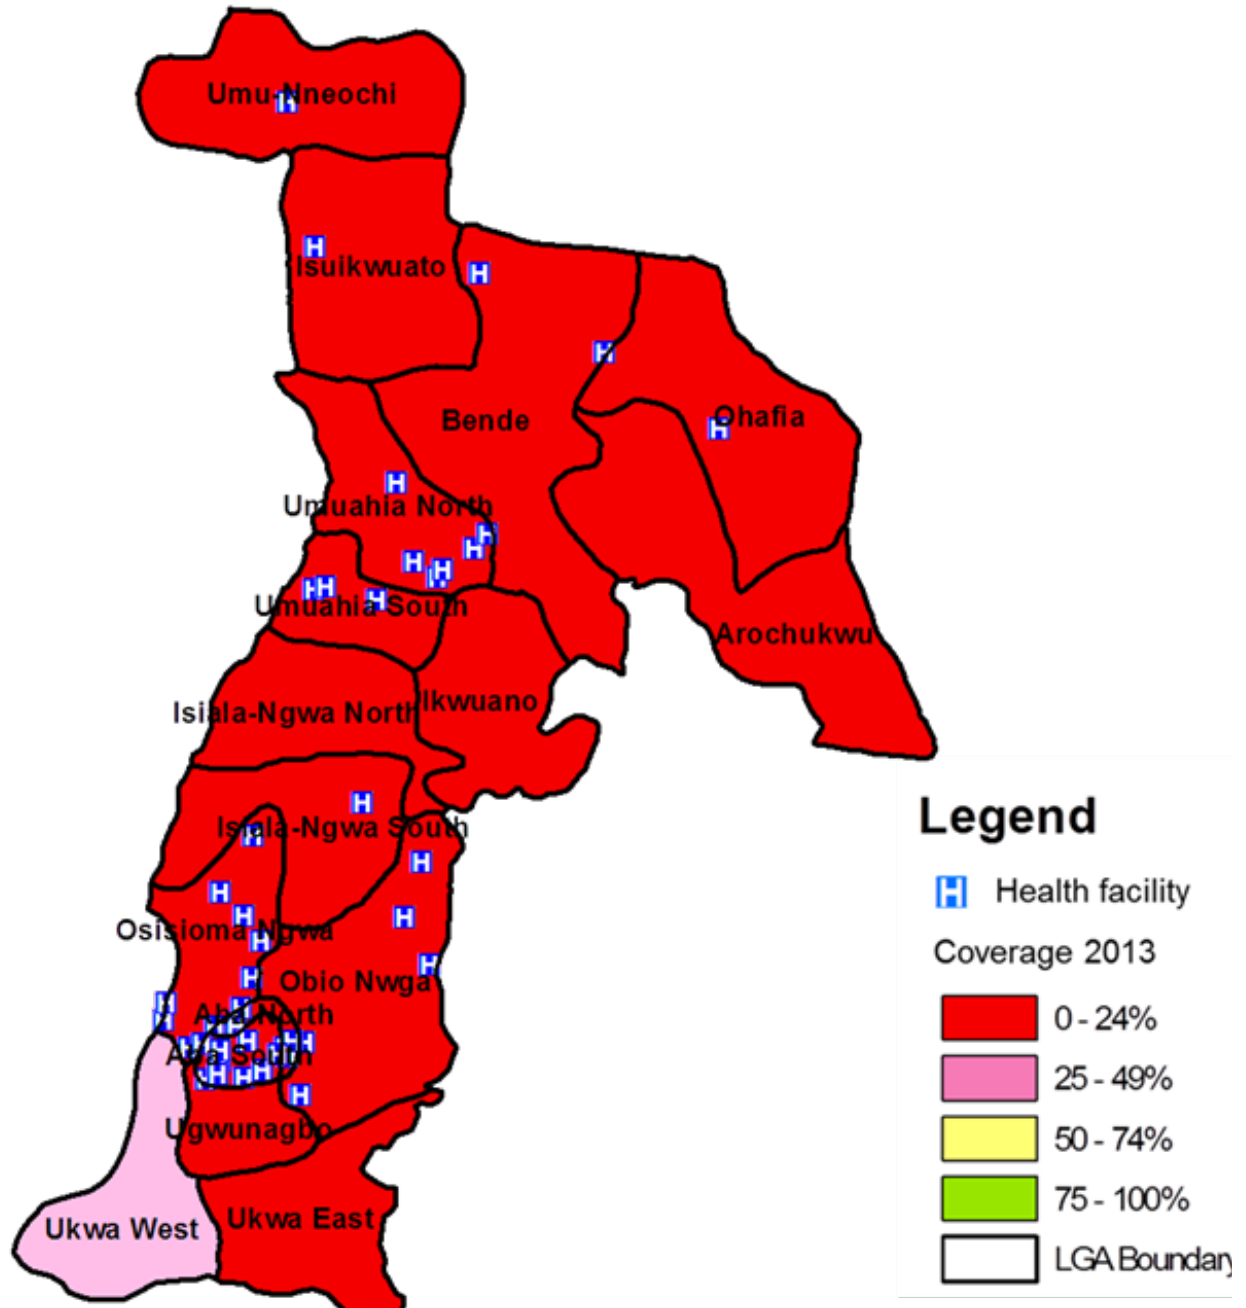 Umu-Nneochi
Isuikwuato
Bende
Ohafia
Umuahia North
Umuahia South
Arochukwu
Isiala-Ngwa North
Ikwuano
Isiala-Ngwa South
Osisioma Ngwa
Obio Nwga
Aba North
Aba South
Ugwunagbo
Ukwa West
Ukwa East
Legend
H Health facility
Coverage 2013
0 - 24%
25 - 49%
50 - 74%
75 - 100%
LGA Boundary